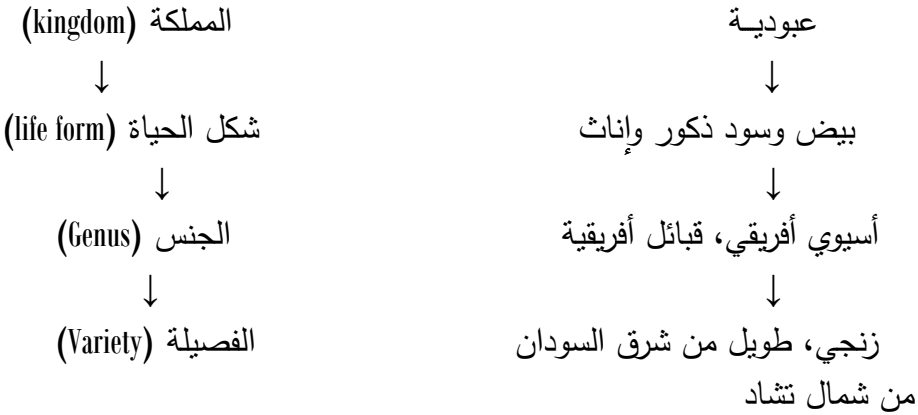 عبوديـة المملكة (kingdom)
↓ ↓
بيض وسود ذكور وإناث شكل الحياة (life form)
↓ ↓
أسيوي أفريقي، قبائل أفريقية الجنس (Genus)
↓ ↓
زنجي، طويل من شرق السودان الفصيلة (Variety)
من شمال تشاد